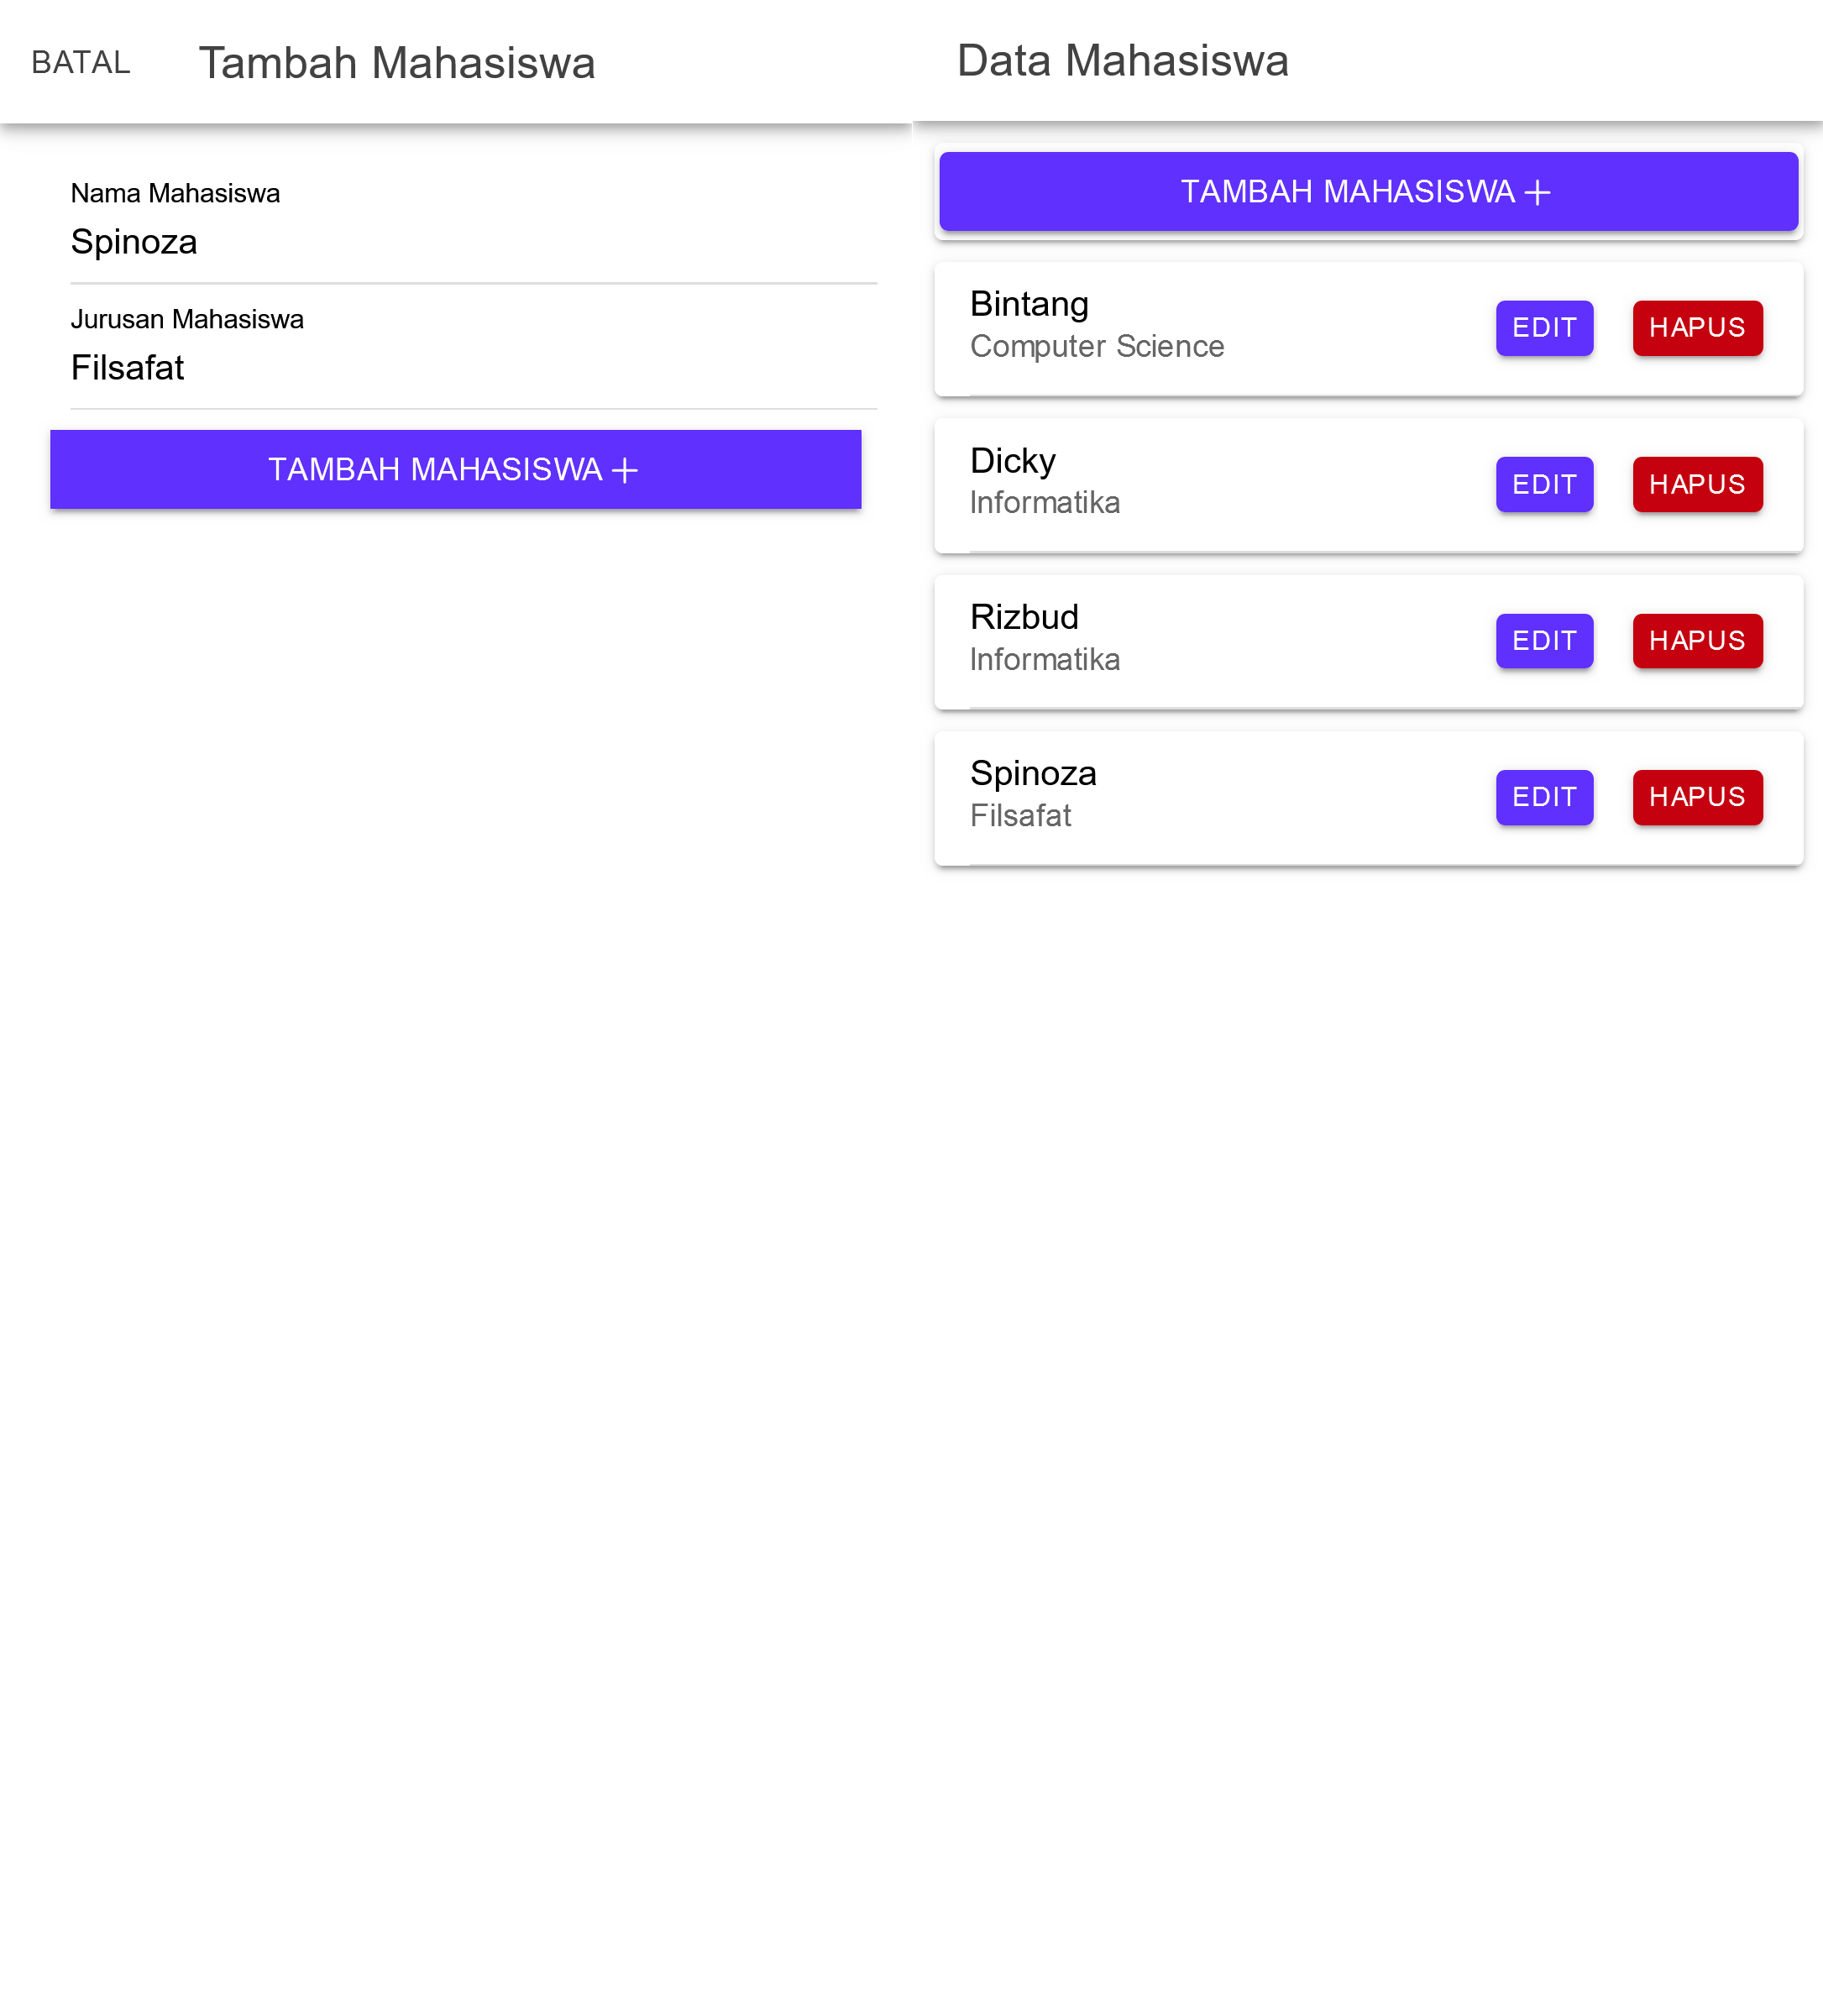 BATAL Tambah Mahasiswa
Nama Mahasiswa
Spinoza
Jurusan Mahasiswa
Filsafat
TAMBAH MAHASISWA +
Data Mahasiswa
TAMBAH MAHASISWA +
Bintang
Computer Science
EDIT HAPUS
Dicky
Informatika
EDIT HAPUS
Rizbud
Informatika
EDIT HAPUS
Spinoza
Filsafat
EDIT HAPUS